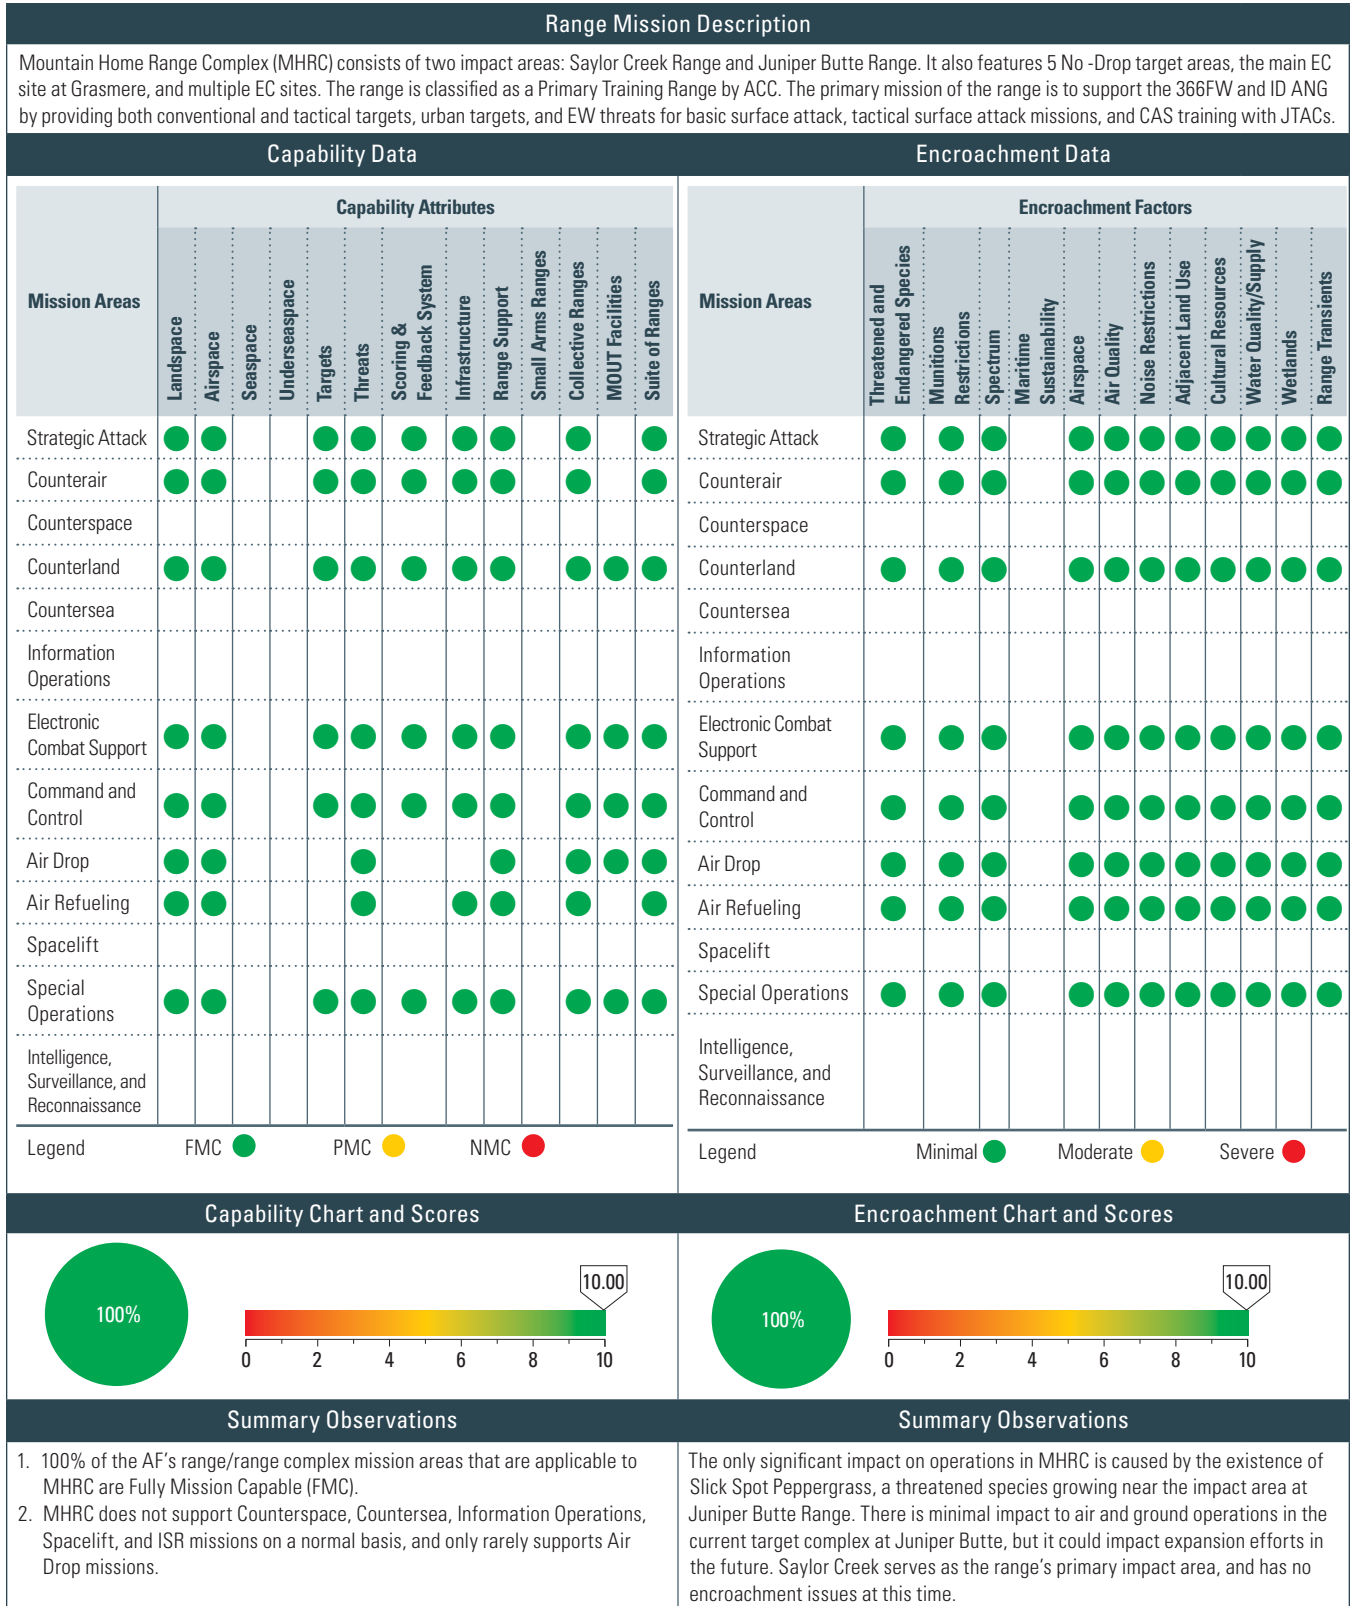 Range Mission Description
Mountain Home Range Complex (MHRC) consists of two impact areas: Saylor Creek Range and Juniper Butte Range. It also features 5 No -Drop target areas, the main EC
site at Grasmere, and multiple EC sites. The range is classified as a Primary Training Range by ACC. The primary mission of the range is to support the 366FW and ID ANG
by providing both conventional and tactical targets, urban targets, and EW threats for basic surface attack, tactical surface attack missions, and CAS training with JTACs.
Capability Data
Mission Areas
Capability Attributes
Landspace
Airspace
Seaspace
Underseaspace
Targets
Threats
Scoring &
Feedback System
Infrastructure
Range Support
Small Arms Ranges
Collective Ranges
MOUT Facilities
Suite of Ranges
Strategic Attack
Counterair
Counterspace
Counterland
Countersea
Information
Operations
Electronic
Combat Support
Command and
Control
Air Drop
Air Refueling
Spacelift
Special
Operations
Intelligence,
Surveillance, and
Reconnaissance
Legend FMC PMC NMC
Encroachment Data
Mission Areas
Encroachment Factors
Threatened and
Endangered Species
Munitions
Restrictions
Spectrum
Maritime
Sustainability
Airspace
Air Quality
Noise Restrictions
Adjacent Land Use
Cultural Resources
Water Quality/Supply
Wetlands
Range Transients
Strategic Attack
Counterair
Counterspace
Counterland
Countersea
Information
Operations
Electronic Combat
Support
Command and
Control
Air Drop
Air Refueling
Spacelift
Special Operations
Intelligence,
Surveillance, and
Reconnaissance
Legend Minimal Moderate Severe
Capability Chart and Scores
100%
10.00
0 2 4 6 8 10
Encroachment Chart and Scores
100%
10.00
0 2 4 6 8 10
Summary Observations
1. 100% of the AF's range/range complex mission areas that are applicable to
MHRC are Fully Mission Capable (FMC).
2. MHRC does not support Counterspace, Countersea, Information Operations,
Spacelift, and ISR missions on a normal basis, and only rarely supports Air
Drop missions.
Summary Observations
The only significant impact on operations in MHRC is caused by the existence of
Slick Spot Peppergrass, a threatened species growing near the impact area at
Juniper Butte Range. There is minimal impact to air and ground operations in the
current target complex at Juniper Butte, but it could impact expansion efforts in
the future. Saylor Creek serves as the range's primary impact area, and has no
encroachment issues at this time.